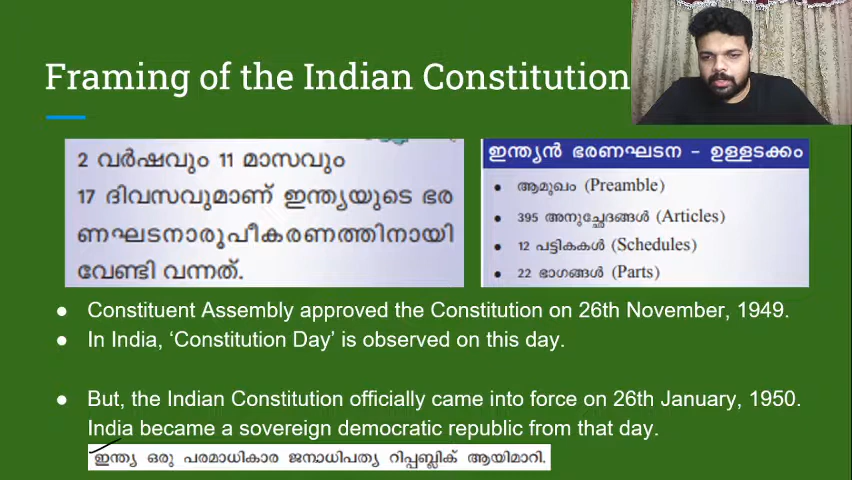 Framing of the Indian Constitution
2 വർഷവും 11 മാസവും
17 ദിവസവുമാണ് ഇന്ത്യയുടെ ഭര
ണഘടനാരൂപീകരണത്തിനായി
വേണ്ടി വന്നത്.
ഇന്ത്യൻ ഭരണഘടന – ഉള്ളടക്കം
• ആമുഖം (Preamble)
• 395 അനുച്ഛേദങ്ങൾ (Articles)
• 12 പട്ടികകൾ (Schedules)
• 22 ഭാഗങ്ങൾ (Parts)
● Constituent Assembly approved the Constitution on 26th November, 1949.
● In India, ‘Constitution Day’ is observed on this day.
● But, the Indian Constitution officially came into force on 26th January, 1950.
India became a sovereign democratic republic from that day.
ഇന്ത്യ ഒരു പരമാധികാര ജനാധിപത്യ റിപ്പബ്ലിക് ആയിമാറി.